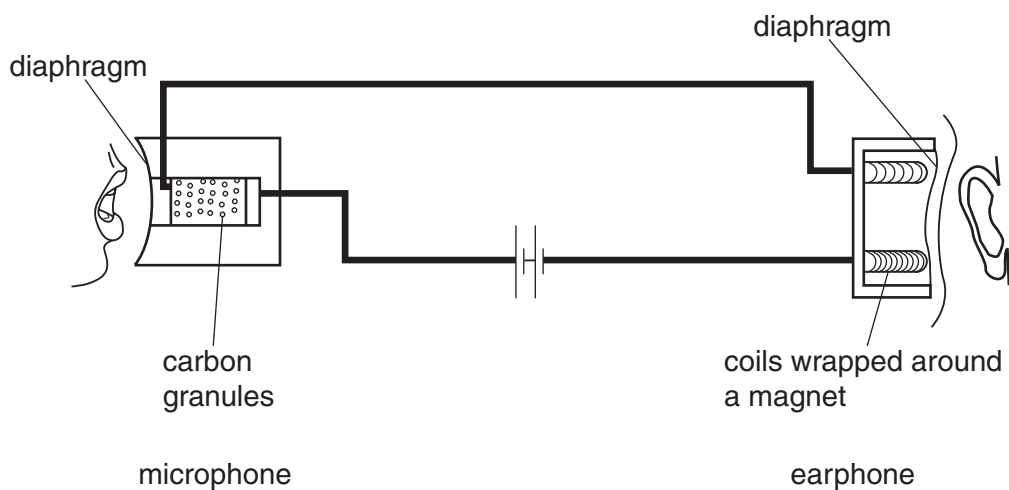 diaphragm
diaphragm
carbon
granules
coils wrapped around
a magnet
microphone
earphone